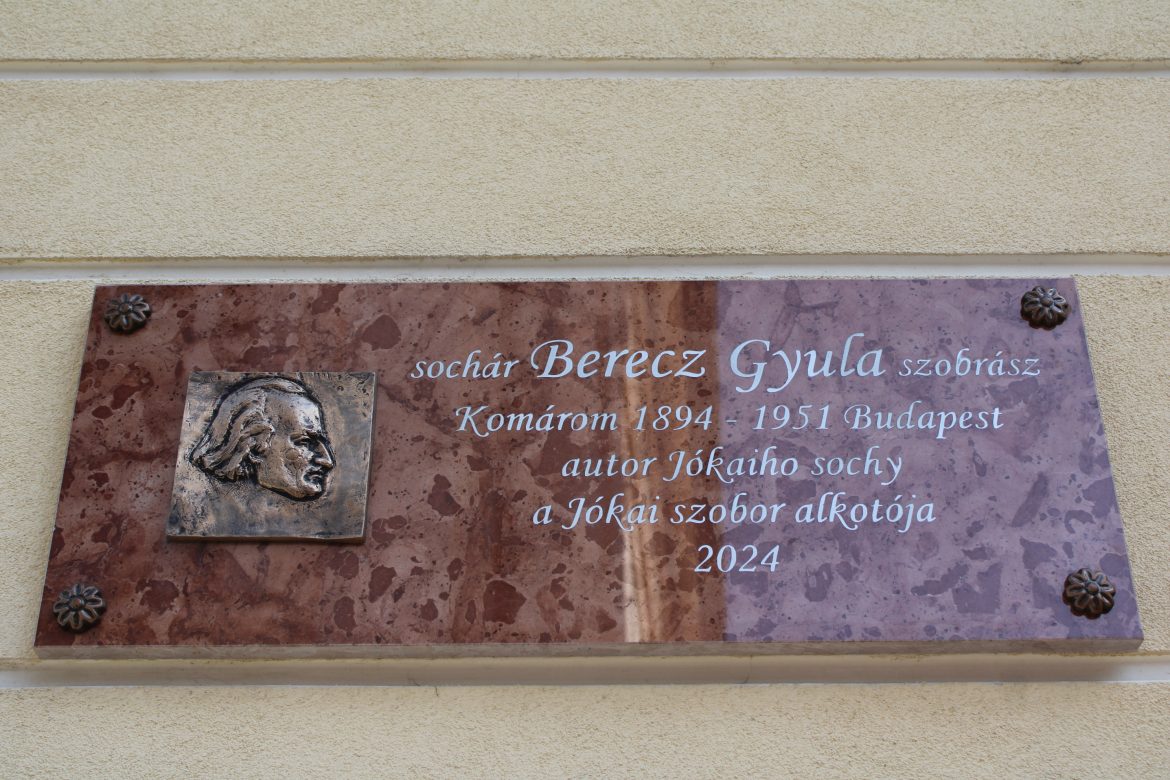 sochár Berecz Gyula szobrász
Komárom 1894 - 1951 Budapest
autor Jókaiho sochy
a Jókai szobor alkotója
2024